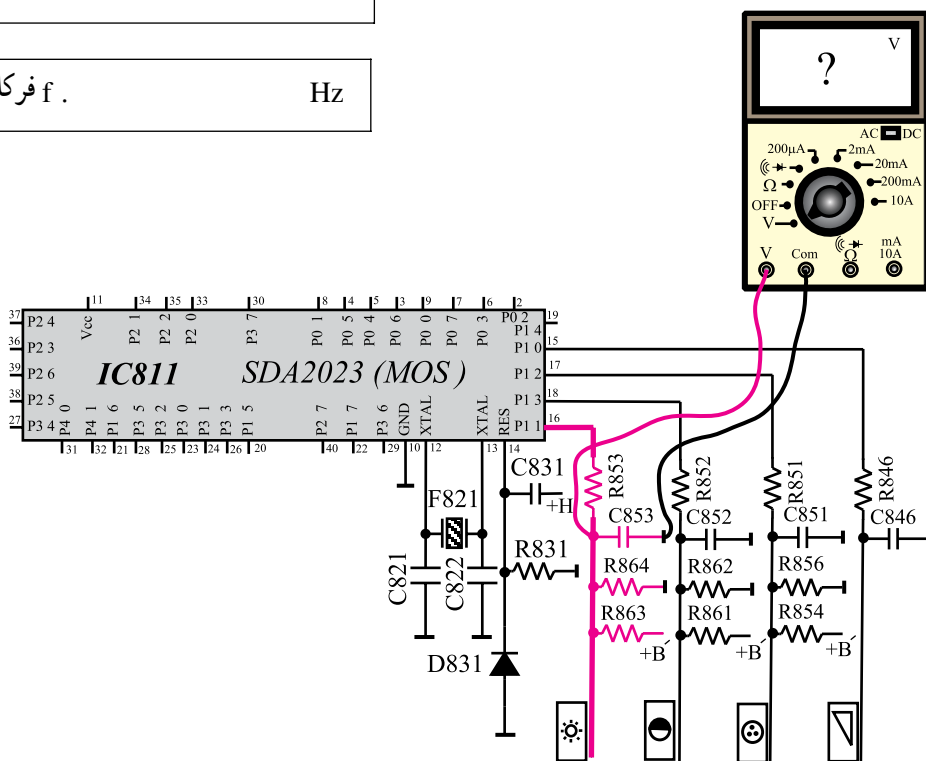 f . فرکا
Hz
?
V
AC DC
200µA
2mA
20mA
200mA
10A
Ω
OFF
V
V
Com
Ω
mA
10A
11
34
35
33
30
8
4
5
3
9
7
6
2
37
36
39
38
27
P2 4
P2 3
P2 6
P2 5
P3 4
Vcc
P2 1
P2 2
P2 0
P3 7
P0 1
P0 5
P0 4
P0 6
P0 0
P0 7
P0 3
P0 2
P1 4
P1 0
P1 2
P1 3
P1 1
19
15
17
18
16
IC811
SDA2023 (MOS)
P4 0
P4 1
P1 6
P3 5
P3 2
P3 0
P3 1
P3 3
P1 5
P2 7
P1 7
P3 6
GND
XTAL
XTAL
RES
31
32
21
28
25
23
24
26
20
40
22
29
10
12
13
14
C831
+H
F821
C821
C822
R831
D831
R853
C853
R864
R863
+B´
R852
C852
R862
R861
+B´
R851
C851
R856
R854
+B´
R846
C846